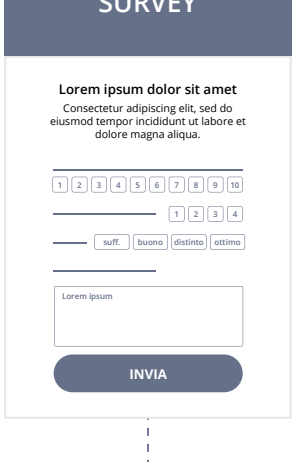 SURVEY
Lorem ipsum dolor sit amet
Consectetur adipiscing elit, sed do
eiusmod tempor incididunt ut labore et
dolore magna aliqua.
1 2 3 4 5 6 7 8 9 10
1 2 3 4
suff. buono distinto ottimo
Lorem ipsum
INVIA